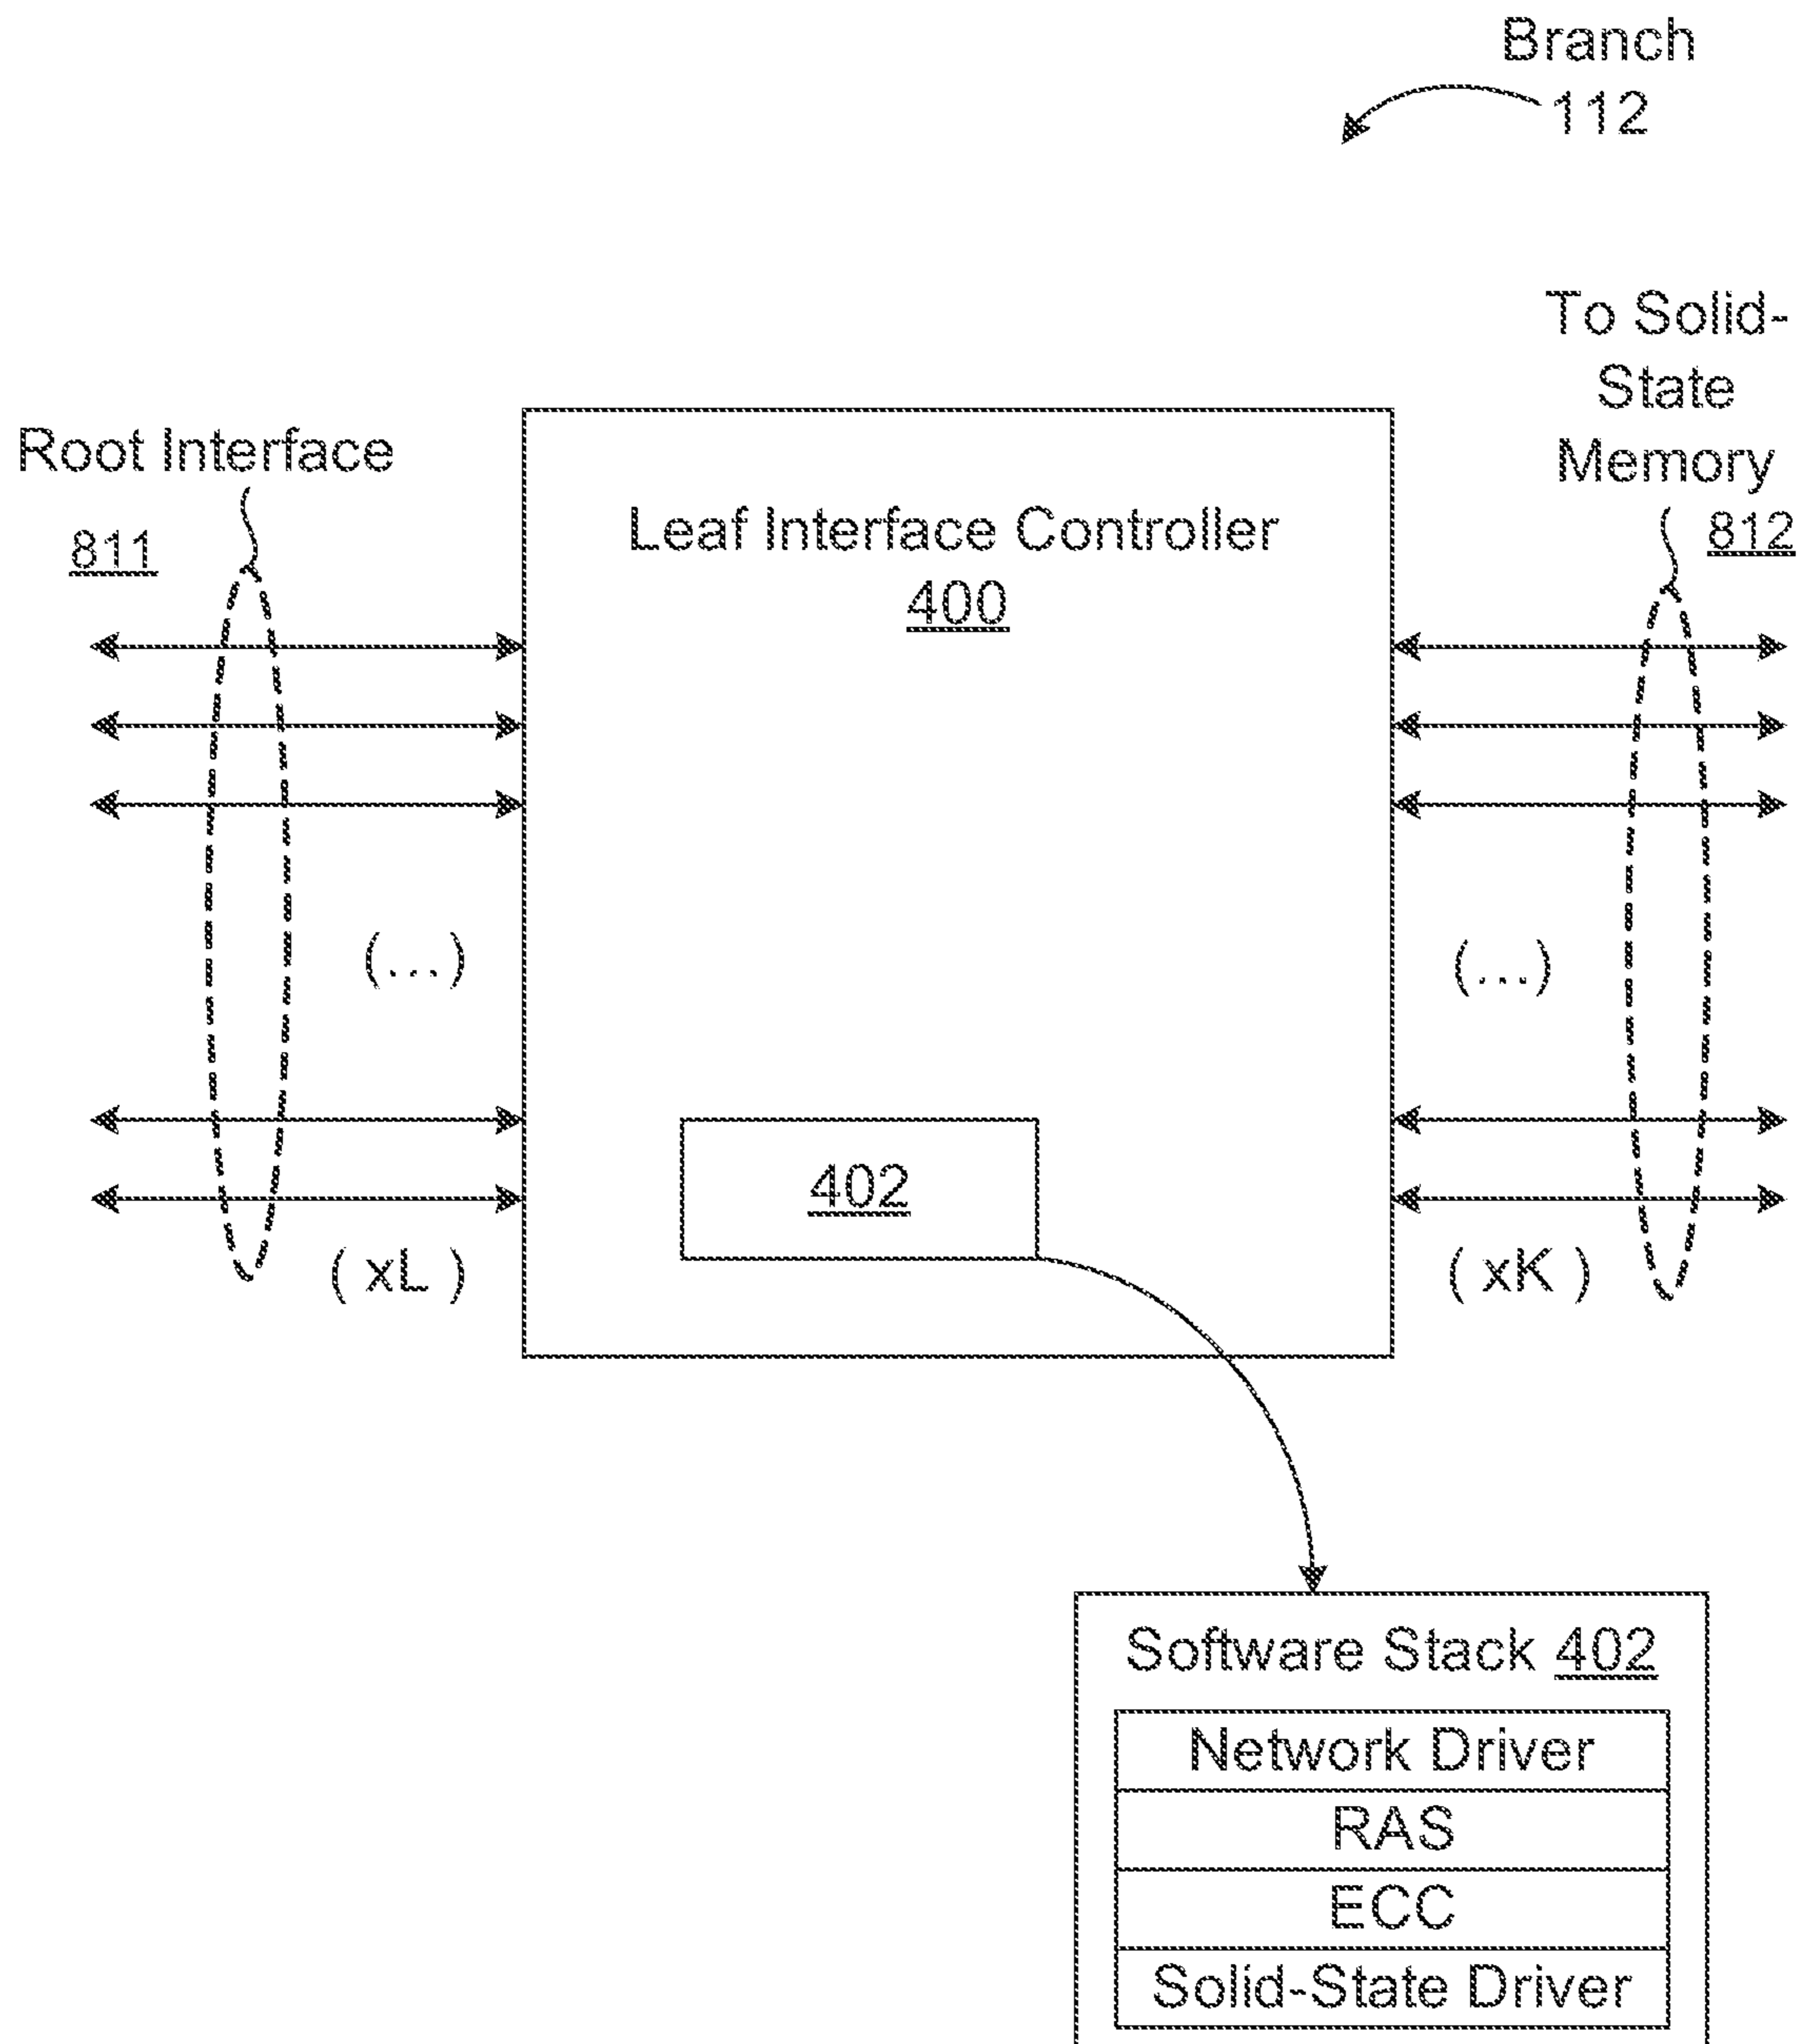 Branch
112
To Solid-
State
Memory
812
Root Interface
811
Leaf Interface Controller
400
(...)
(...)
402
( xL )
( xK )
Software Stack 402
Network Driver
RAS
ECC
Solid-State Driver